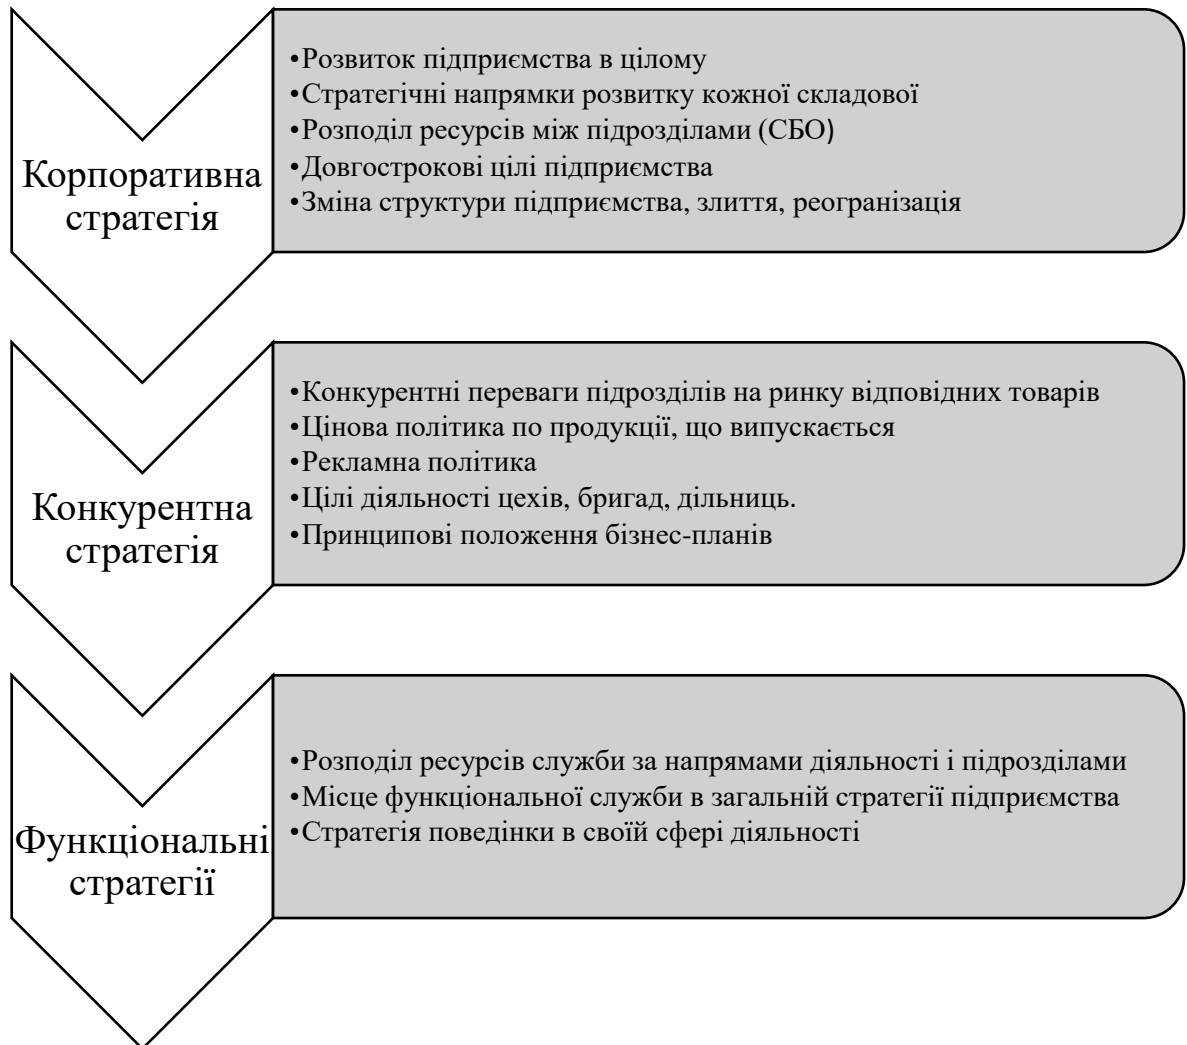 Корпоративна
стратегія
•Розвиток підприємства в цілому
•Стратегічні напрямки розвитку кожної складової
•Розподіл ресурсів між підрозділами (СБО)
•Довгострокові цілі підприємства
•Зміна структури підприємства, злиття, реогранізація
Конкурентна
стратегія
•Конкурентні переваги підрозділів на ринку відповідних товарів
•Цінова політика по продукції, що випускається
•Рекламна політика
•Цілі діяльності цехів, бригад, дільниць.
•Принципові положення бізнес-планів
Функціональні
стратегії
•Розподіл ресурсів служби за напрямами діяльності і підрозділами
•Місце функціональної служби в загальній стратегії підприємства
•Стратегія поведінки в своїй сфері діяльності